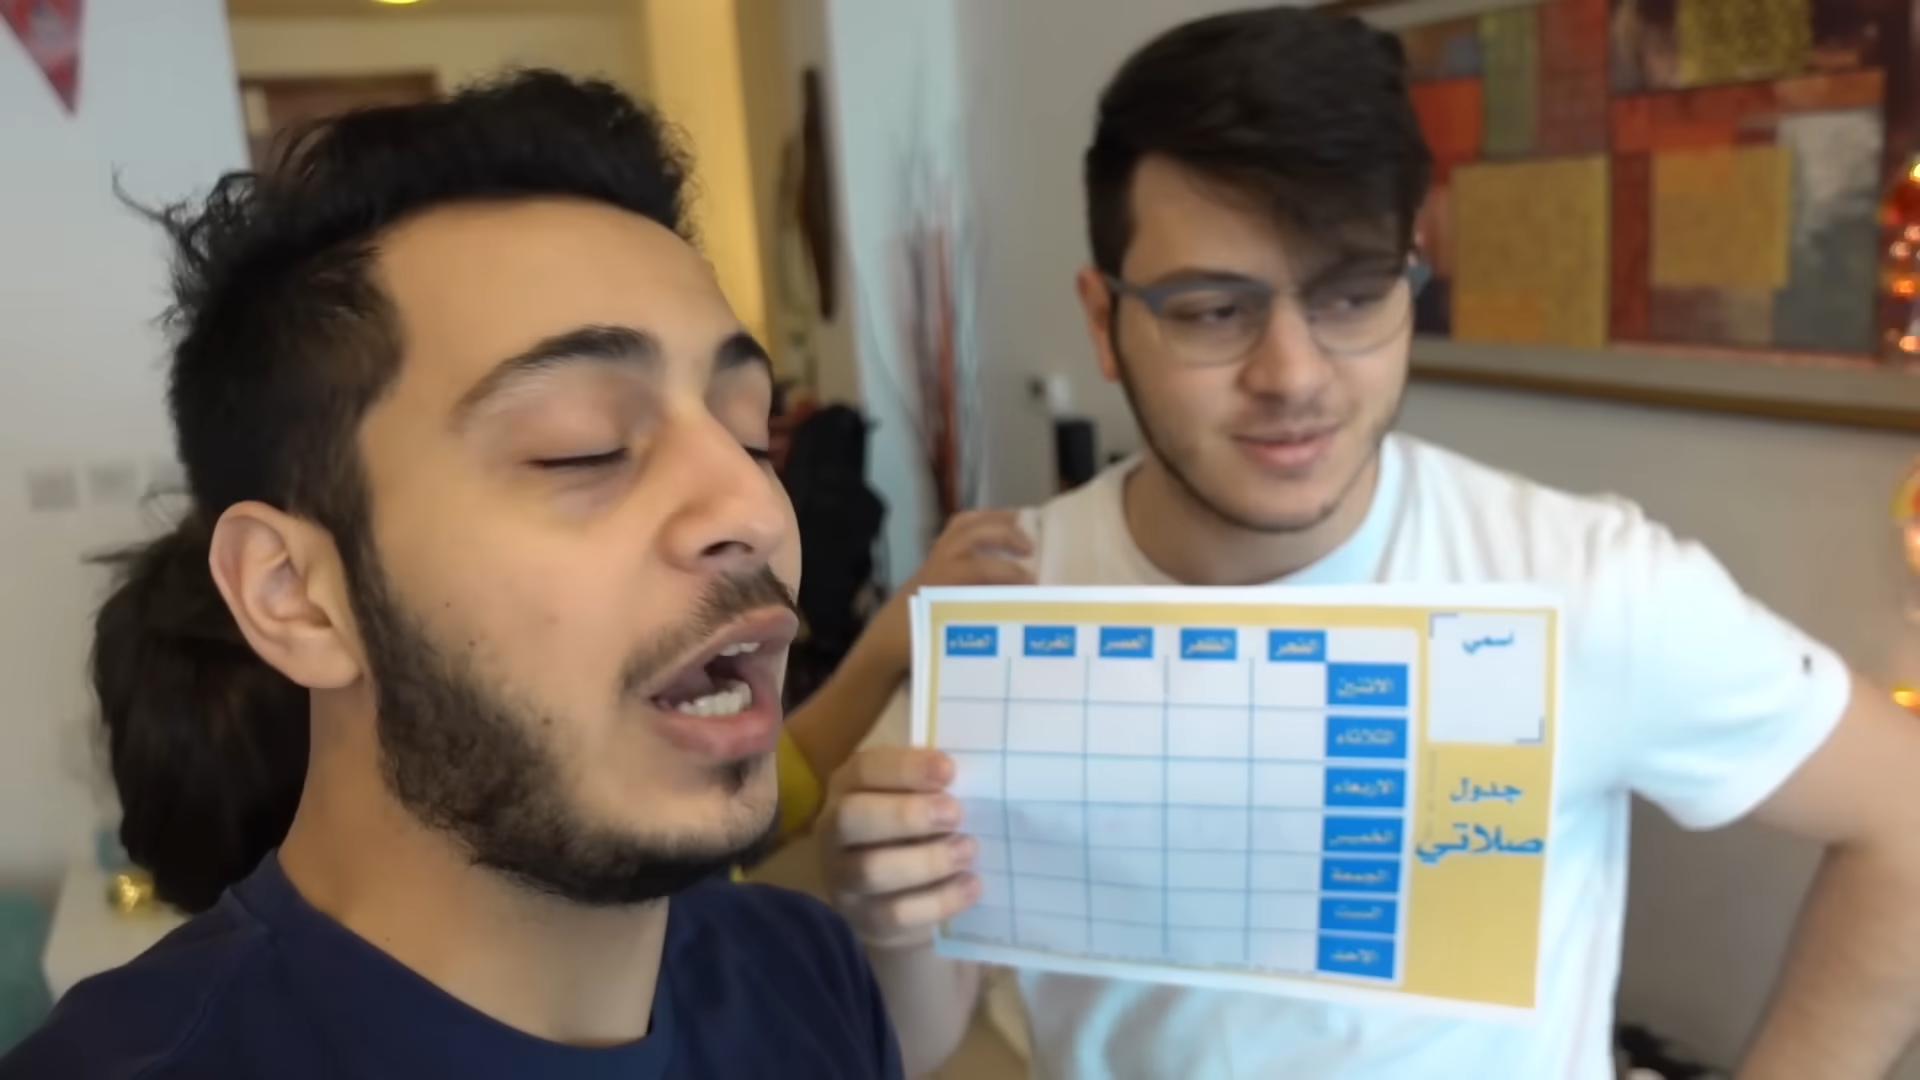 اسمي
جدول
صلاتي
الفجر الظهر العصر المغرب العشاء
الاثنين
الثلاثاء
الاربعاء
الخميس
الجمعة
السبت
الأحد